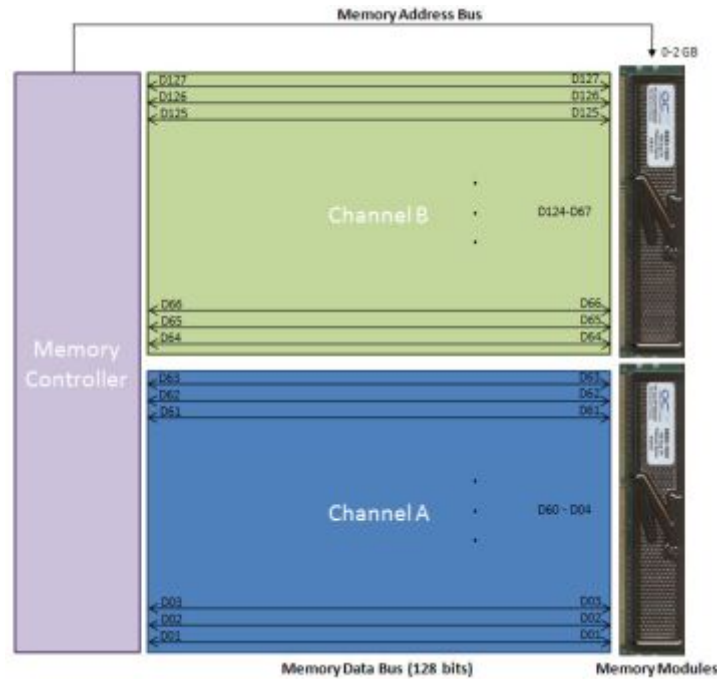 Memory Address Bus
0-2 GB
D127 D127
D126 D126
D125 D125
Channel B
D124-D67
D66 D66
D65 D65
D64 D64
Memory
Controller
D63 D63
D62 D62
D61 D61
Channel A
D60 - D04
D03 D03
D02 D02
D01 D01
Memory Data Bus (128 bits)
Memory Modules